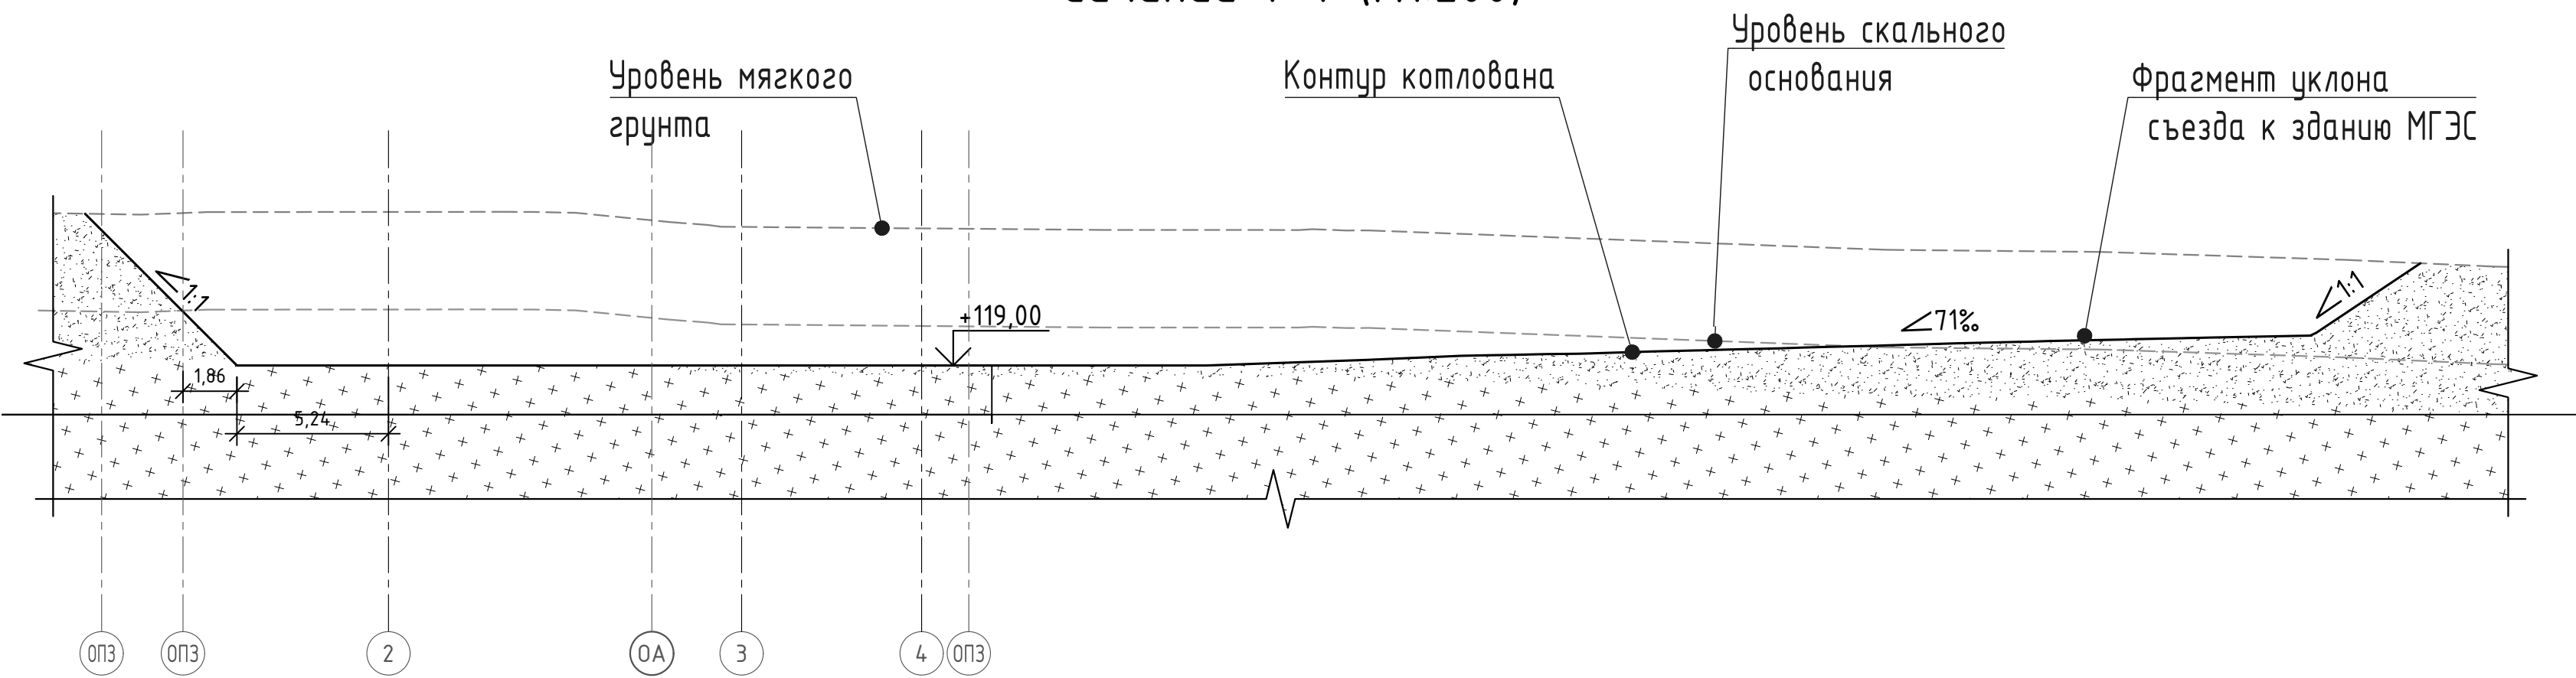 Уровень скального
основания
Уровень мягкого
грунта
Контур котлована
Фрагмент уклона
съезда к зданию МГЭС
1:1
+119,00
71‰
1:1
1,86
5,24
ОПЗ
ОПЗ
2
ОА
3
4
ОПЗ